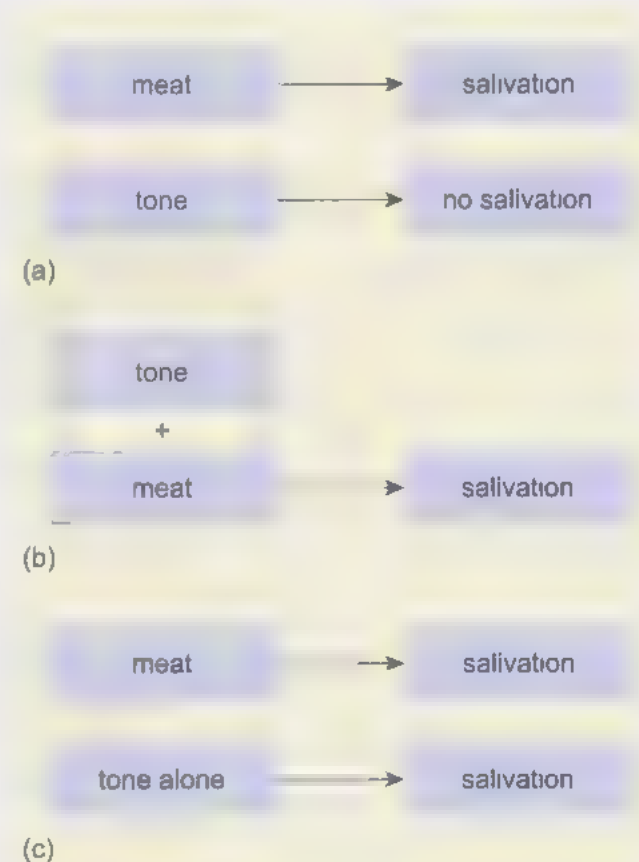 meat salivation
tone no salivation
(a)
tone
+
meat salivation
(b)
meat salivation
tone alone salivation
(c)